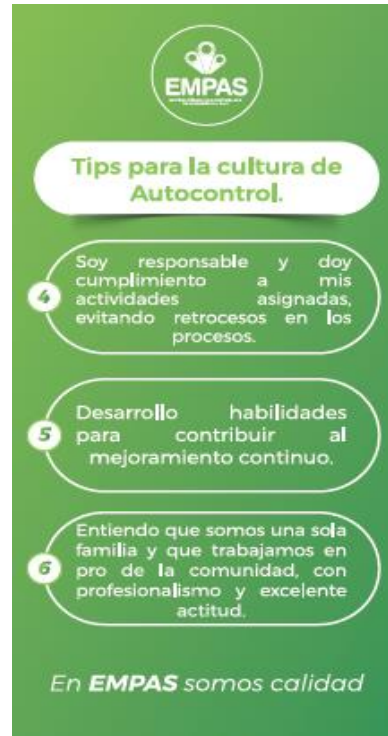 EMPAS
Tips para la cultura de
Autocontrol.
4
Soy responsable y doy
cumplimiento a mis
actividades asignadas,
evitando retrocesos en los
procesos.
5
Desarrollo habilidades
para contribuir al
mejoramiento continuo.
6
Entiendo que somos una sola
familia y que trabajamos en
pro de la comunidad, con
profesionalismo y excelente
actitud.
En EMPAS somos calidad